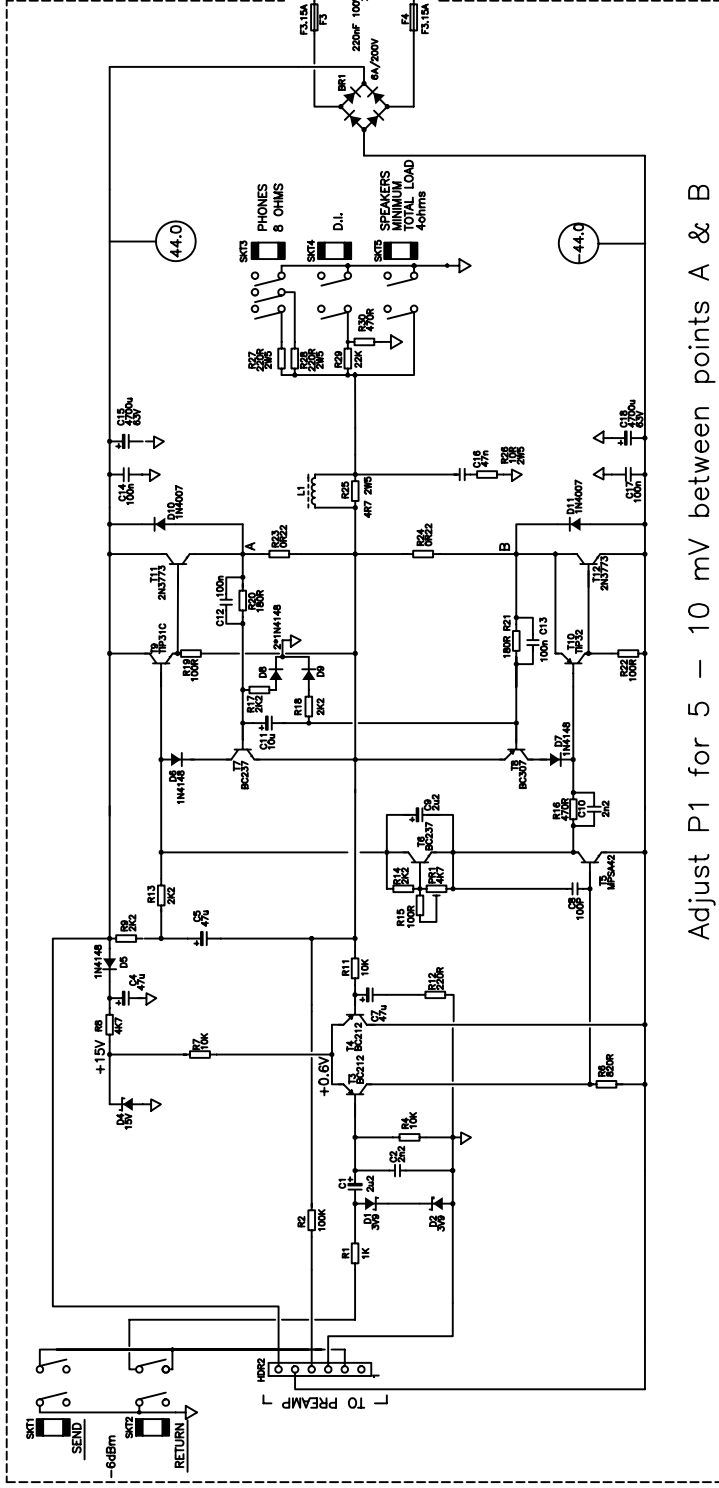 SKT1
SEND
-6dBm
SKT2
RETURN
HDR2
TO PREAMP
D4
15V
+15V
R8
4K7
C4
47u
D5
1N4148
R9
2K2
R7
10K
+0.6V
R13
2K2
C5
47u
R2
100K
R1
1K
C1
2u2
D1
3V9
D2
3V9
C2
2n2
R4
10K
T3
BC212
T4
BC212
R11
10K
C7
47u
R12
220R
R6
820R
C8
100P
R14
2K2
R15
100R
PR1
4K7
T6
BC237
C9
2u2
T5
MPSA42
R16
470R
C10
2n2
D6
1N4148
T7
BC237
C11
10u
R17
2K2
R18
2K2
D8
D9
2*1N4148
T8
BC307
D7
1N4148
T9
TIP31C
R19
100R
T11
2N3773
C12
100n
R20
180R
R21
180R
C13
100n
T10
TIP32
R22
100R
T12
2N3773
D10
1N4007
D11
1N4007
A
R23
0R22
R24
0R22
B
C14
100n
C15
4700u
63V
C17
100n
C18
4700u
63V
L1
R25
4R7 2W5
C16
47n
R26
10R
2W5
R27
220R
2W5
R28
220R
2W5
R29
22K
R30
470R
SKT3
PHONES
8 OHMS
SKT4
D.I.
SKT5
SPEAKERS
MINIMUM
TOTAL LOAD
4ohms
44.0
-44.0
BR1
6A/200V
F3.15A
F3
220nF 100
F4
F3.15A
Adjust P1 for 5 - 10 mV between points A & B